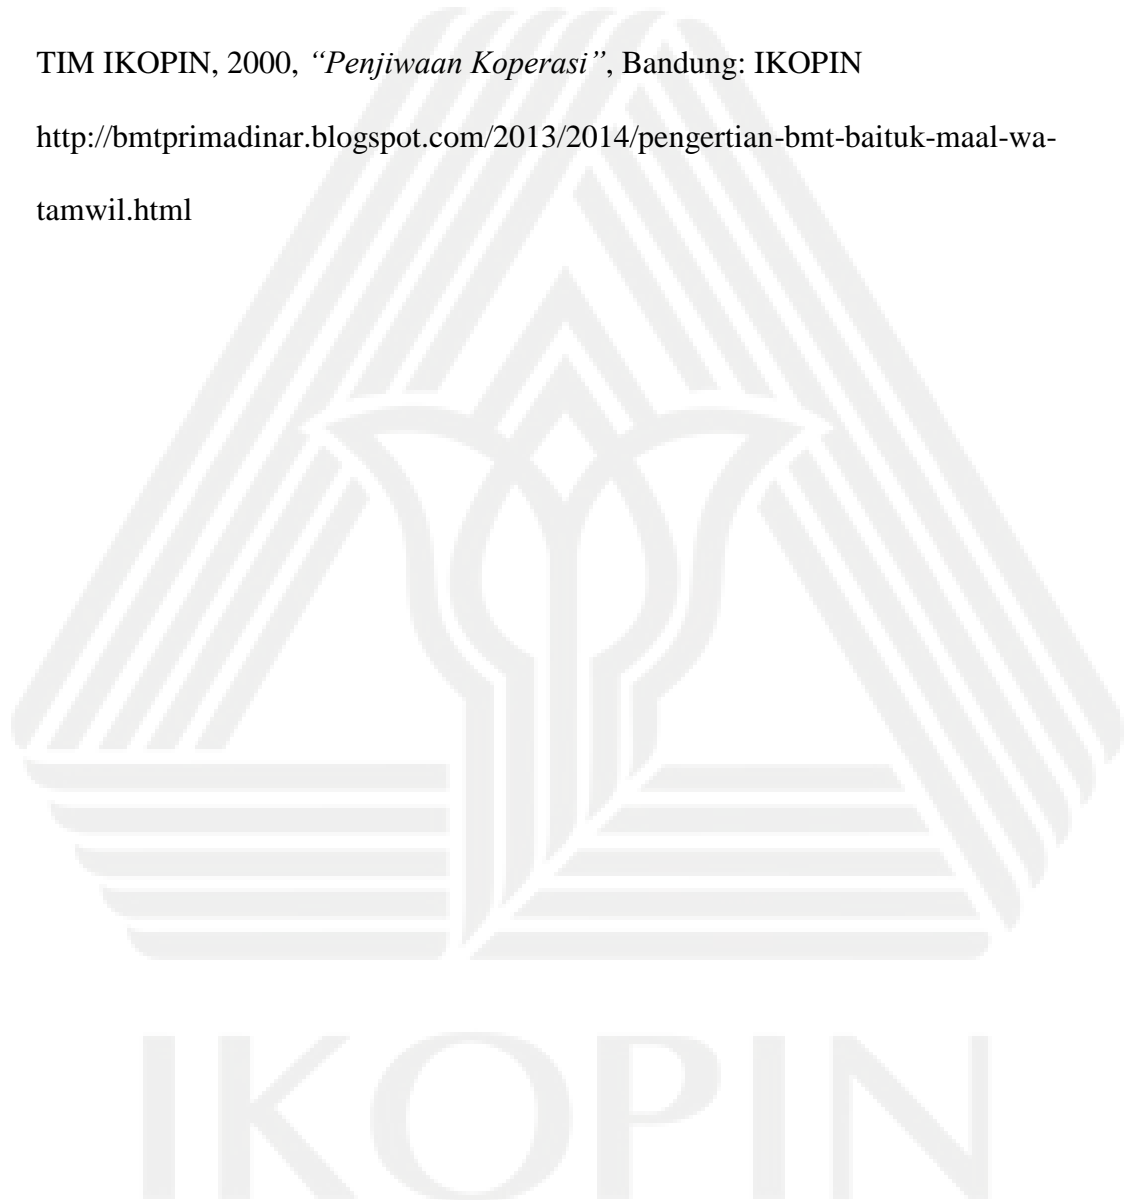 TIM IKOPIN, 2000, “Penjiwaan Koperasi”, Bandung: IKOPIN
http://bmtprimadinar.blogspot.com/2013/2014/pengertian-bmt-baituk-maal-wa-
tamwil.html
IKOPIN